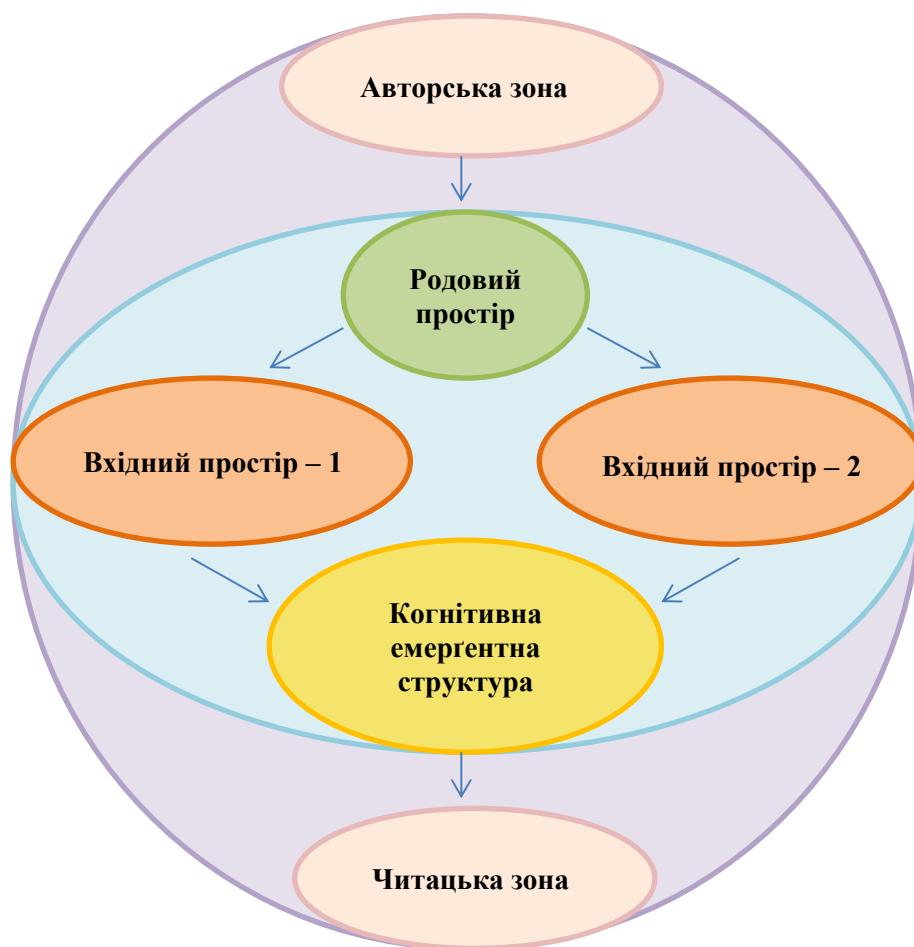 Авторська зона
Родовий
простір
Вхідний простір – 1
Вхідний простір – 2
Когнітивна
емерґентна
структура
Читацька зона